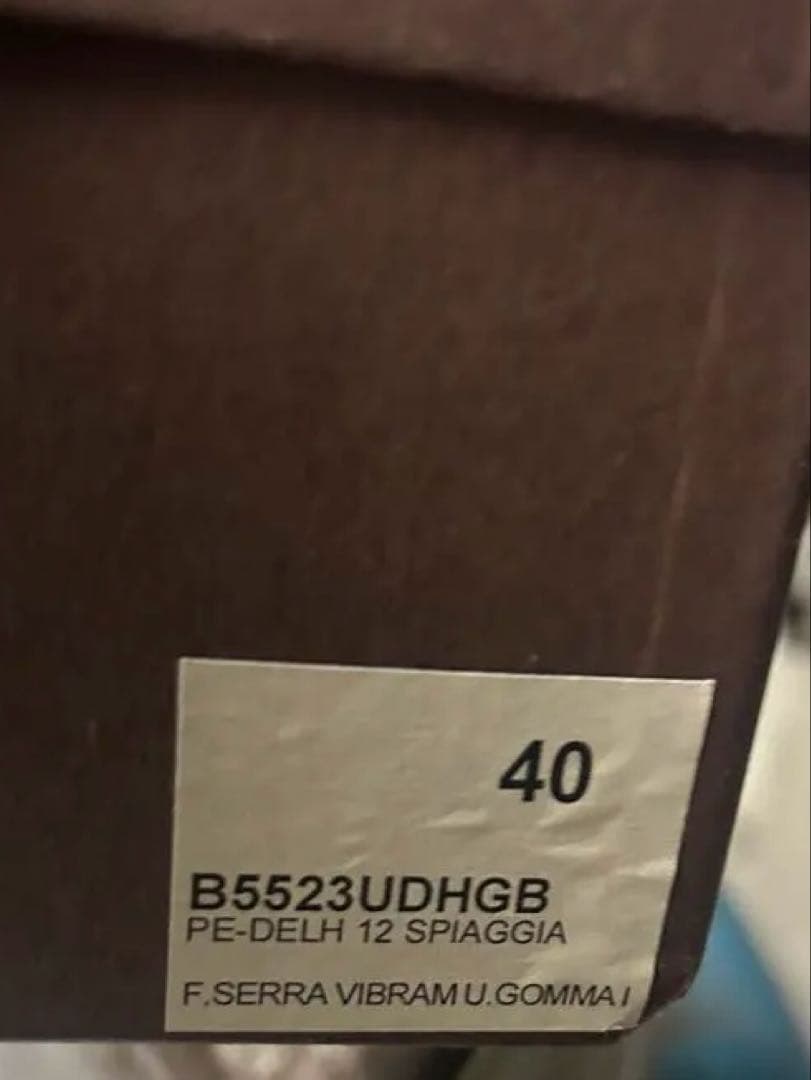 40
B5523UDHGB
PE-DELH 12 SPIAGGIA
F.SERRA VIBRAM U.GOMMA I